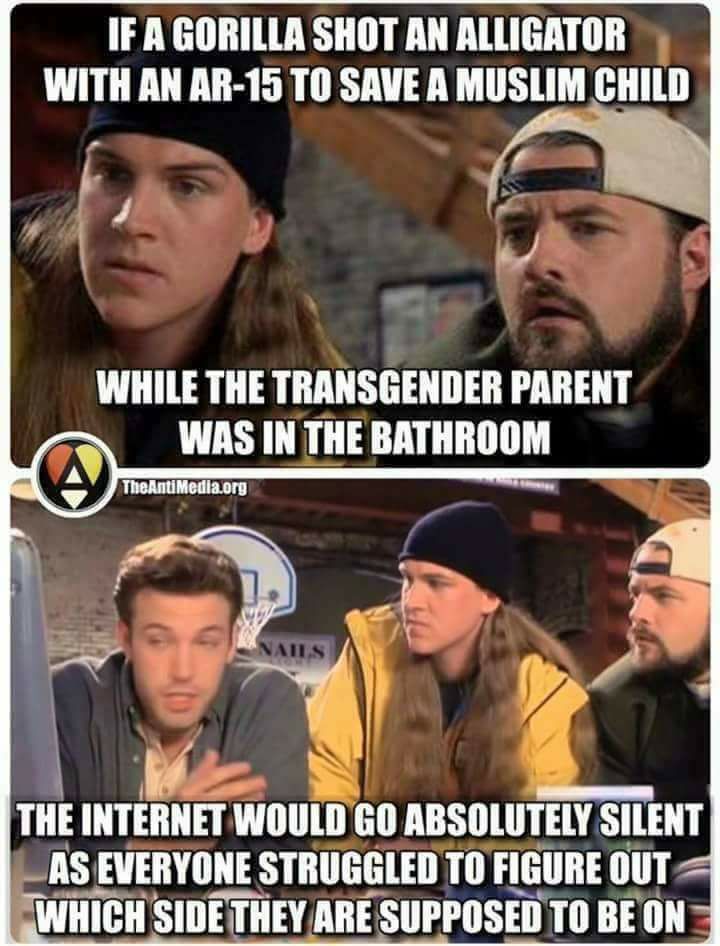 IF A GORILLA SHOT AN ALLIGATOR
WITH AN AR-15 TO SAVE A MUSLIM CHILD
WHILE THE TRANSGENDER PARENT
WAS IN THE BATHROOM
TheAntiMedia.org
NAILS
THE INTERNET WOULD GO ABSOLUTELY SILENT
AS EVERYONE STRUGGLED TO FIGURE OUT
WHICH SIDE THEY ARE SUPPOSED TO BE ON